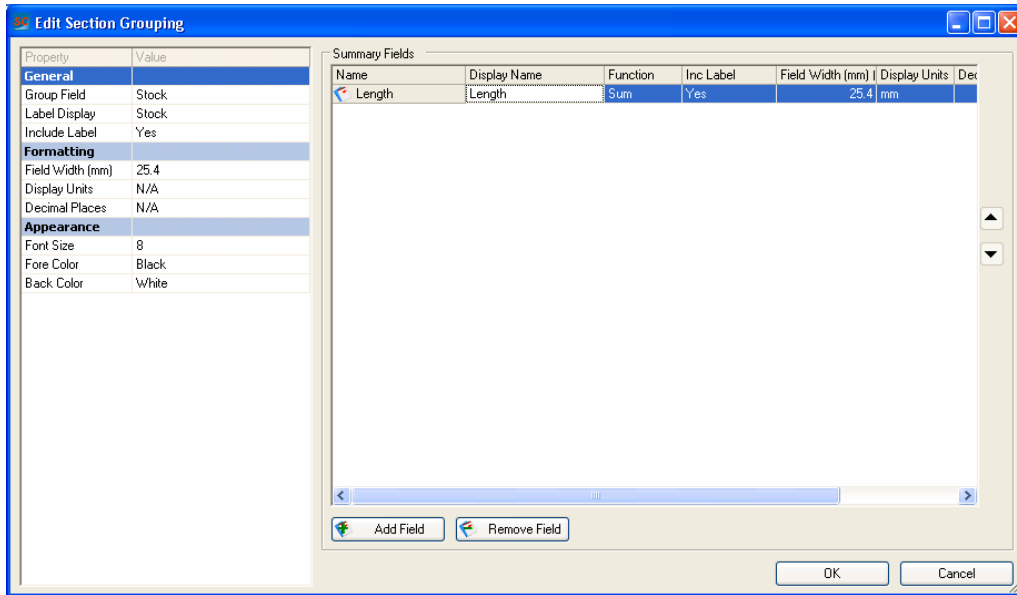 Edit Section Grouping
Property Value
General
Group Field Stock
Label Display Stock
Include Label Yes
Formatting
Field Width (mm) 25.4
Display Units N/A
Decimal Places N/A
Appearance
Font Size 8
Fore Color Black
Back Color White
Summary Fields
Name Display Name Function Inc Label Field Width (mm) Display Units Dec
Length Length Sum Yes 25.4 mm
Add Field Remove Field
OK Cancel